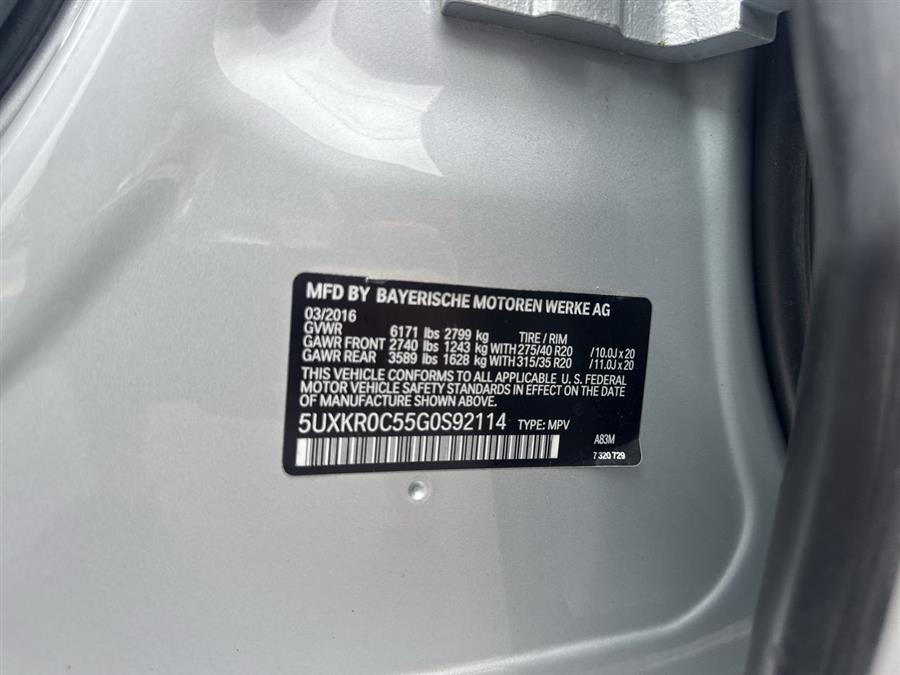 MFD BY BAYERISCHE MOTOREN WERKE AG
03/2016
GVWR 6171 lbs 2799 kg TIRE / RIM
GAWR FRONT 2740 lbs 1243 kg WITH 275/40 R20 /10.0J x 20
GAWR REAR 3589 lbs 1628 kg WITH 315/35 R20 /11.0J x 20
THIS VEHICLE CONFORMS TO ALL APPLICABLE U. S. FEDERAL
MOTOR VEHICLE SAFETY STANDARDS IN EFFECT ON THE DATE
OF MANUFACTURE SHOWN ABOVE.
5UXKR0C55G0S92114 TYPE: MPV
A83M
7 320 729